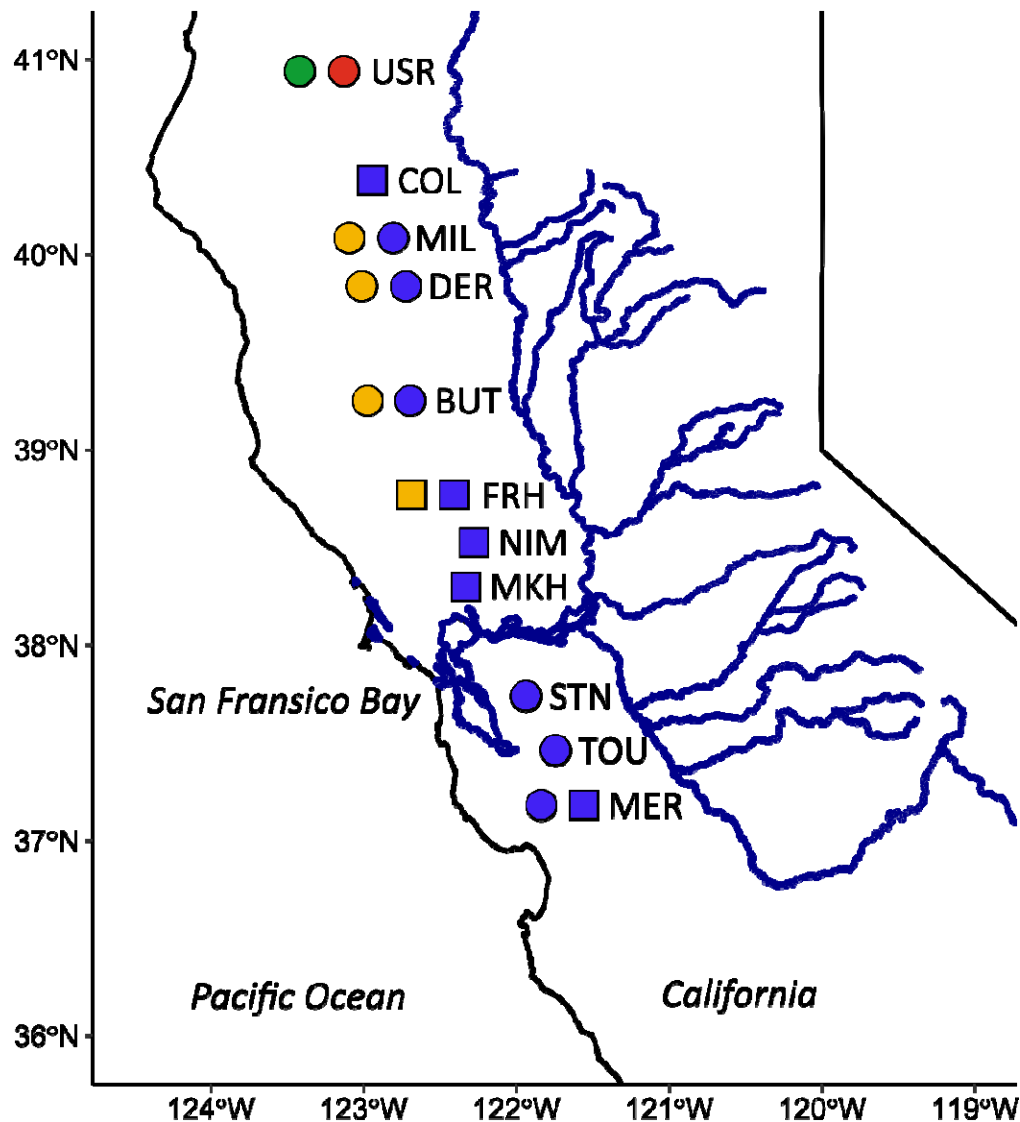 41°N
USR
COL
40°N
MIL
DER
BUT
39°N
FRH
NIM
MKH
38°N
San Fransico Bay
STN
TOU
MER
37°N
Pacific Ocean
California
36°N
124°W 123°W 122°W 121°W 120°W 119°W